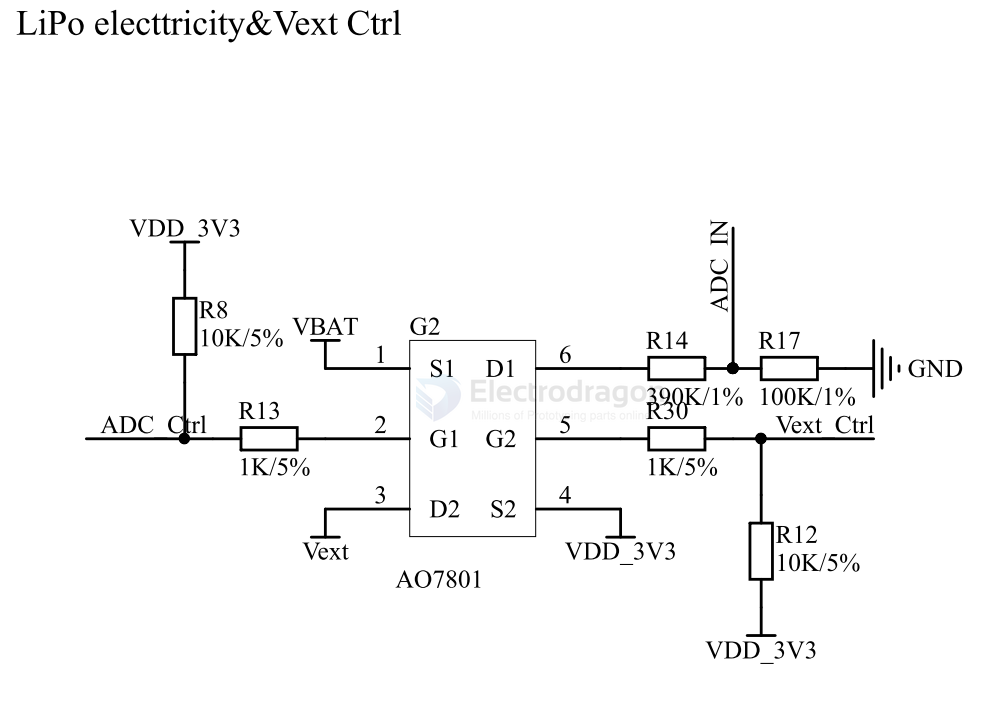 LiPo electtricity&Vext Ctrl
VDD_3V3
R8
10K/5%
VBAT
G2
1
S1
D1
6
R14
390K/1%
ADC_IN
R17
100K/1%
GND
Electrodragon
Millions of Prototyping parts online
ADC_Ctrl
R13
1K/5%
2
G1
G2
5
R30
1K/5%
Vext_Ctrl
3
D2
S2
4
Vext
VDD_3V3
R12
10K/5%
AO7801
VDD_3V3